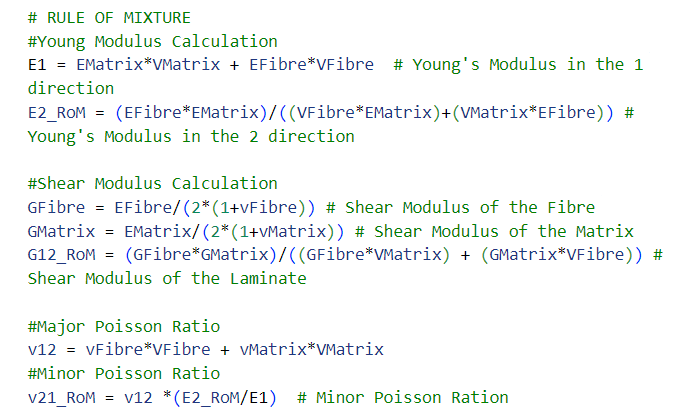 # RULE OF MIXTURE
#Young Modulus Calculation
E1 = EMatrix*VMatrix + EFibre*VFibre  # Young's Modulus in the 1
direction
E2_RoM = (EFibre*EMatrix)/((VFibre*EMatrix)+(VMatrix*EFibre)) #
Young's Modulus in the 2 direction

#Shear Modulus Calculation
GFibre = EFibre/(2*(1+vFibre)) # Shear Modulus of the Fibre
GMatrix = EMatrix/(2*(1+vMatrix)) # Shear Modulus of the Matrix
G12_RoM = (GFibre*GMatrix)/((GFibre*VMatrix) + (GMatrix*VFibre)) #
Shear Modulus of the Laminate

#Major Poisson Ratio
v12 = vFibre*VFibre + vMatrix*VMatrix
#Minor Poisson Ratio
v21_RoM = v12 *(E2_RoM/E1)  # Minor Poisson Ration